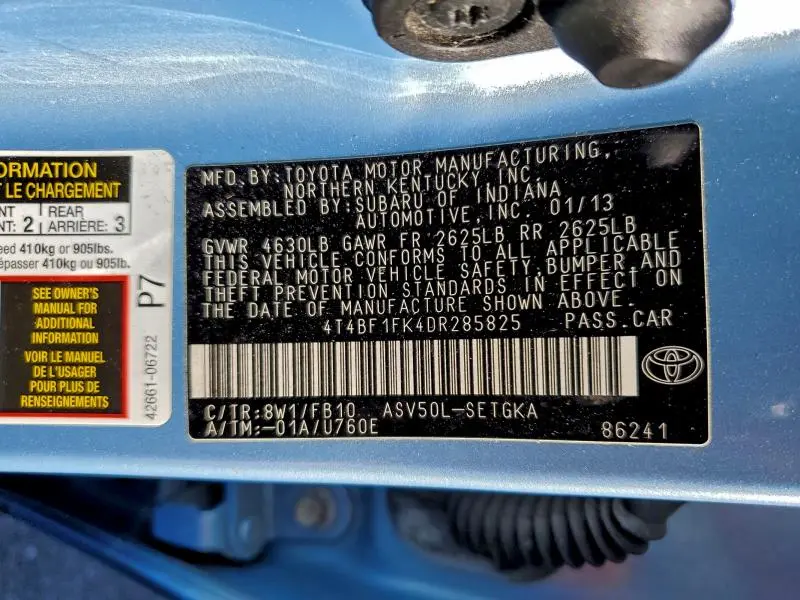 ORMATION
T LE CHARGEMENT
NT
NT: 2
REAR
ARRIÈRE: 3
eed 410kg or 905lbs.
épasser 410kg ou 905lb.
SEE OWNER'S
MANUAL FOR
ADDITIONAL
INFORMATION
VOIR LE MANUEL
DE L'USAGER
POUR PLUS DE
RENSEIGNEMENTS
P7
42661-06722
MFD.BY:TOYOTA MOTOR MANUFACTURING,
NORTHERN KENTUCKY INC.
ASSEMBLED BY:SUBARU OF INDIANA
AUTOMOTIVE,INC. 01/13
GVWR 4630LB GAWR FR 2625LB RR 2625LB
THIS VEHICLE CONFORMS TO ALL APPLICABLE
FEDERAL MOTOR VEHICLE SAFETY,BUMPER AND
THEFT PREVENTION STANDARDS IN EFFECT ON
THE DATE OF MANUFACTURE SHOWN ABOVE.
4T4BF1FK4DR285825 PASS.CAR
C/TR:8W1/FB10 ASV50L-SETGKA
A/TM:-01A/U760E
86241